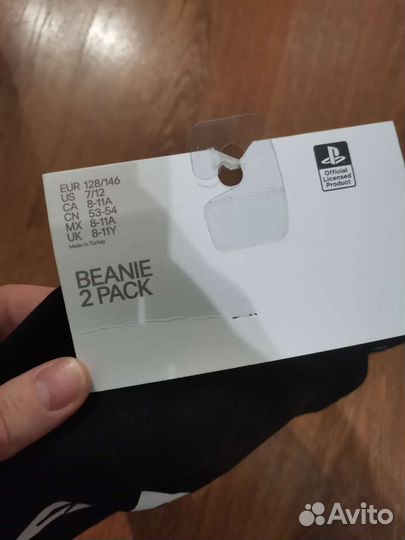 EUR 128/146
US 7/12
CA 8-11A
CN 53-54
MX 8-11A
UK 8-11Y
Made in Turkey
BEANIE
2 PACK
Official
Licensed
Product
Avito